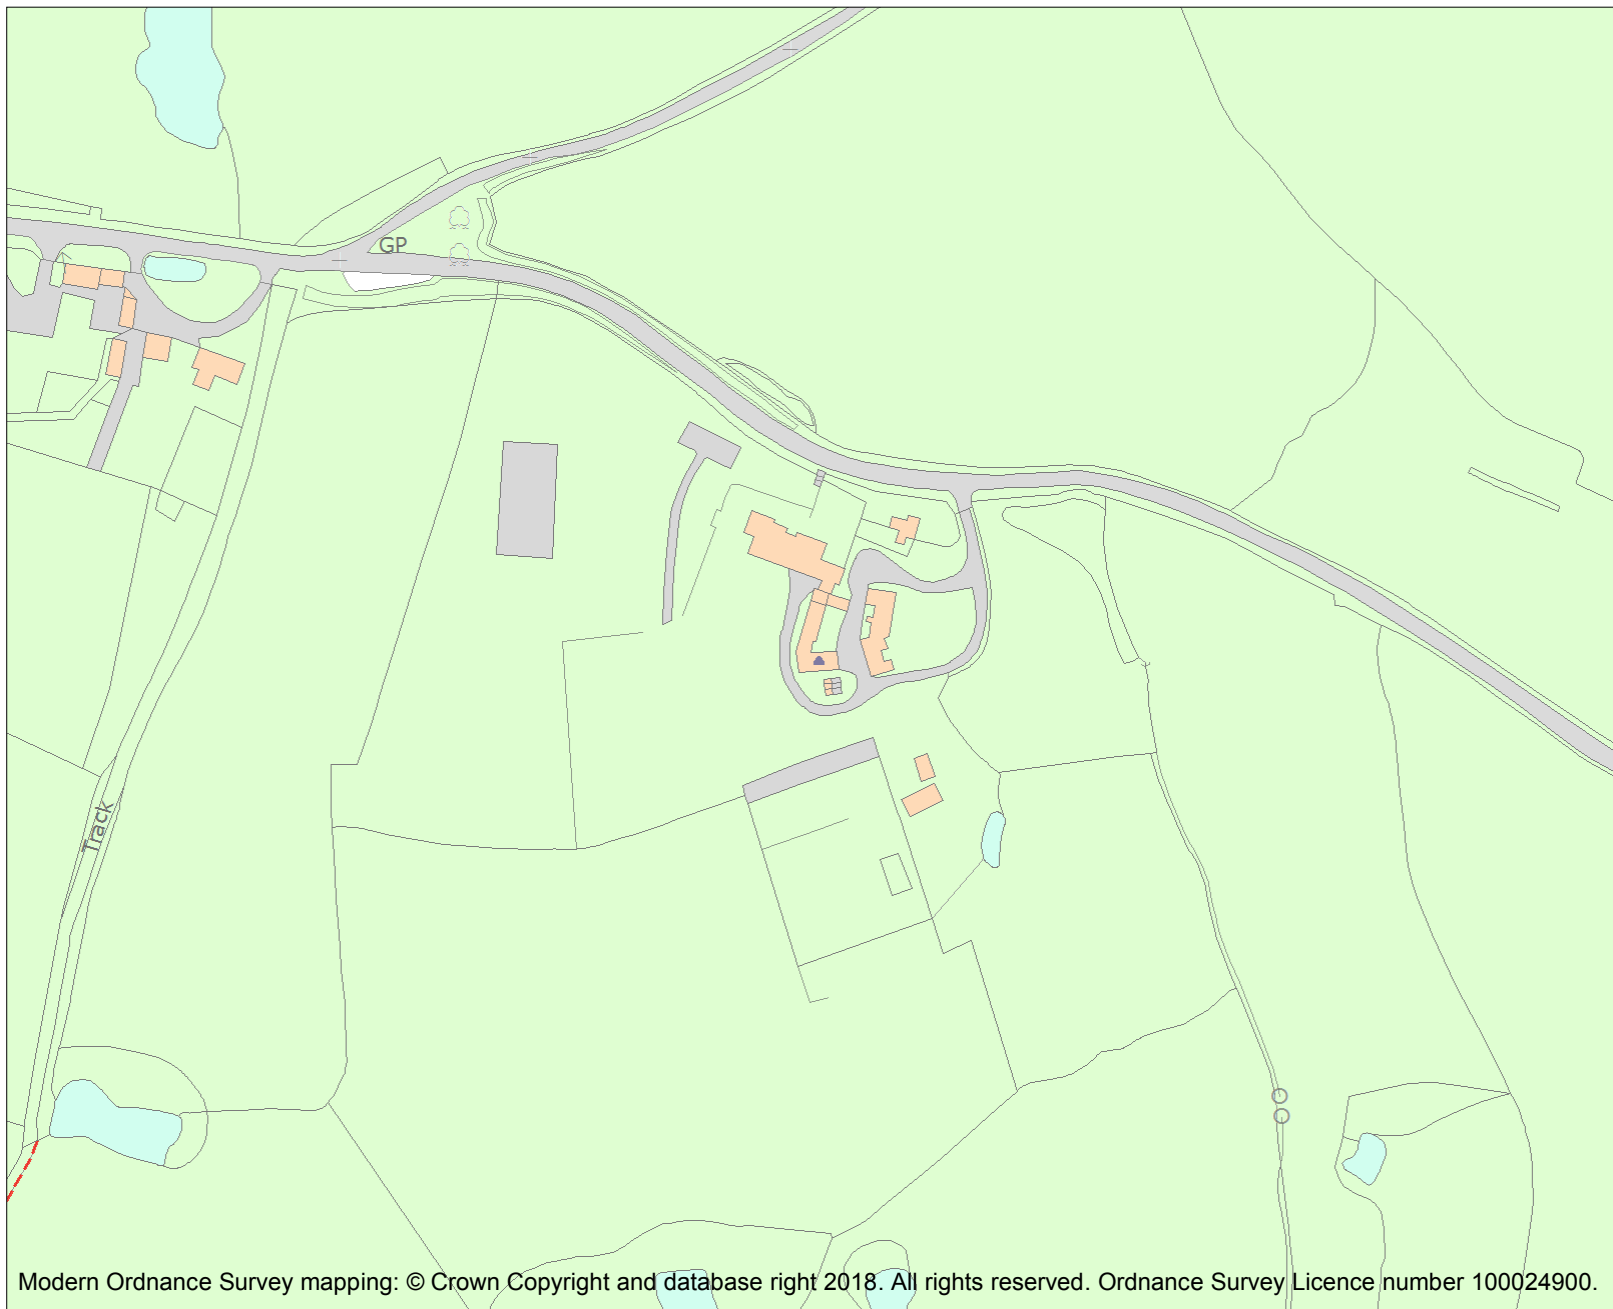 GP
Track
Modern Ordnance Survey mapping: © Crown Copyright and database right 2018. All rights reserved. Ordnance Survey Licence number 100024900.